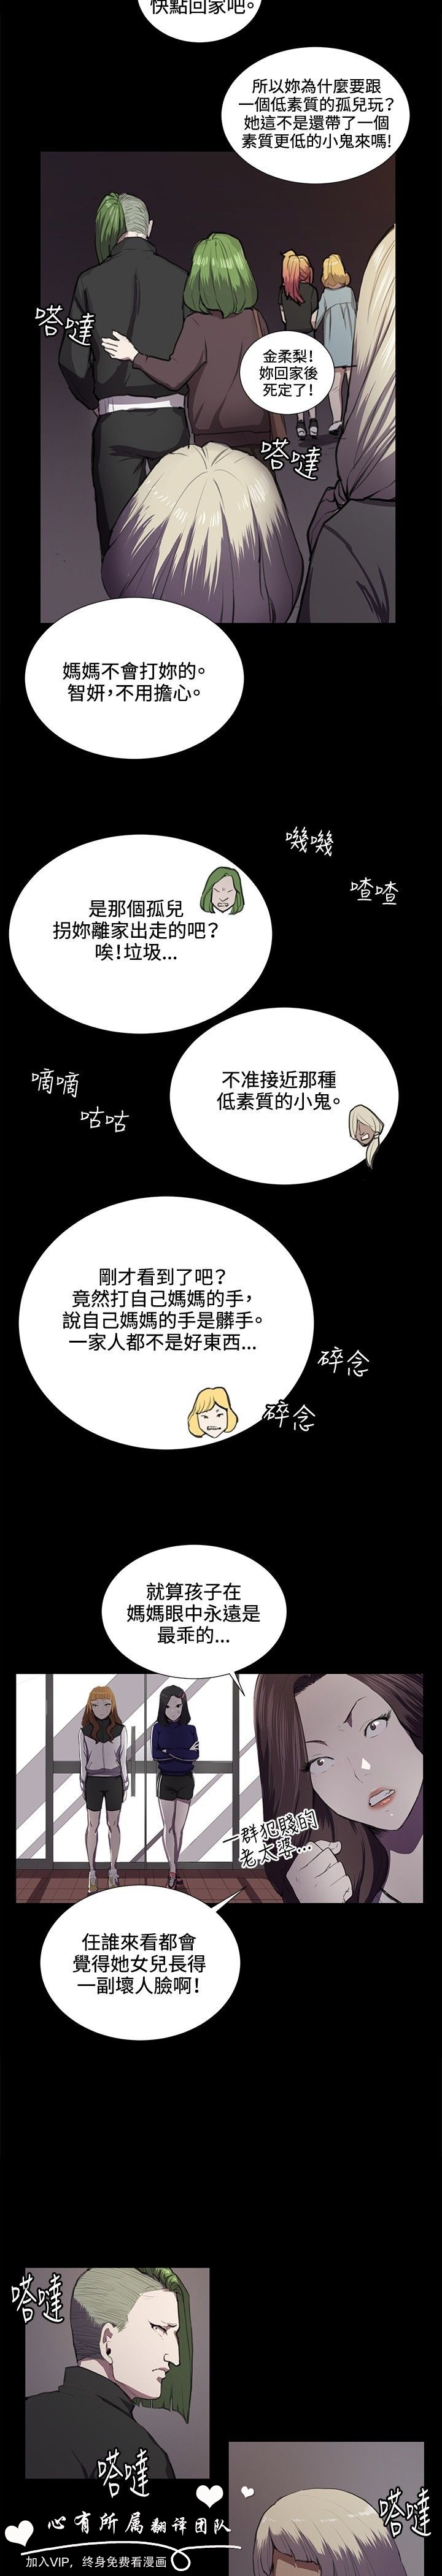 快點回家吧。
所以妳為什麼要跟
一個低素質的孤兒玩？
她這不是還帶了一個
素質更低的小鬼來嗎!
嗒噠
金柔梨!
妳回家後
死定了!
嗒噠
媽媽不會打妳的。
智妍，不用擔心。
嘰嘰
喳喳
是那個孤兒
拐妳離家出走的吧？
唉!垃圾...
嘀嘀
咕咕
不准接近那種
低素質的小鬼。
剛才看到了吧？
竟然打自己媽媽的手，
說自己媽媽的手是髒手。
一家人都不是好東西...
碎念
碎念
就算孩子在
媽媽眼中永遠是
最乖的...
一群犯賤的
老太婆...
任誰來看都會
覺得她女兒長得
一副壞人臉啊!
嗒噠
嗒噠
嗒噠
心有所属翻译团队
加入VIP，终身免费看漫画